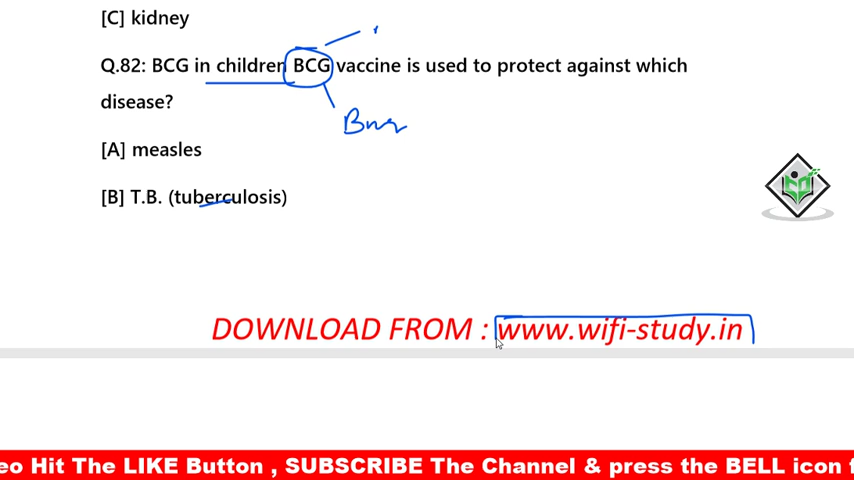 [C] kidney
Q.82: BCG in children BCG vaccine is used to protect against which
disease?
[A] measles
[B] T.B. (tuberculosis)
DOWNLOAD FROM : www.wifi-study.in
eo Hit The LIKE Button , SUBSCRIBE The Channel & press the BELL icon f